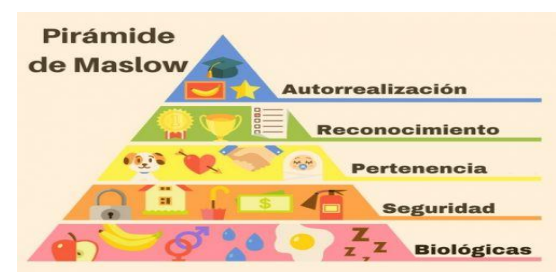 Pirámide
de Maslow
Autorrealización
Reconocimiento
Pertenencia
Seguridad
$
Z
Z
Z
Biológicas